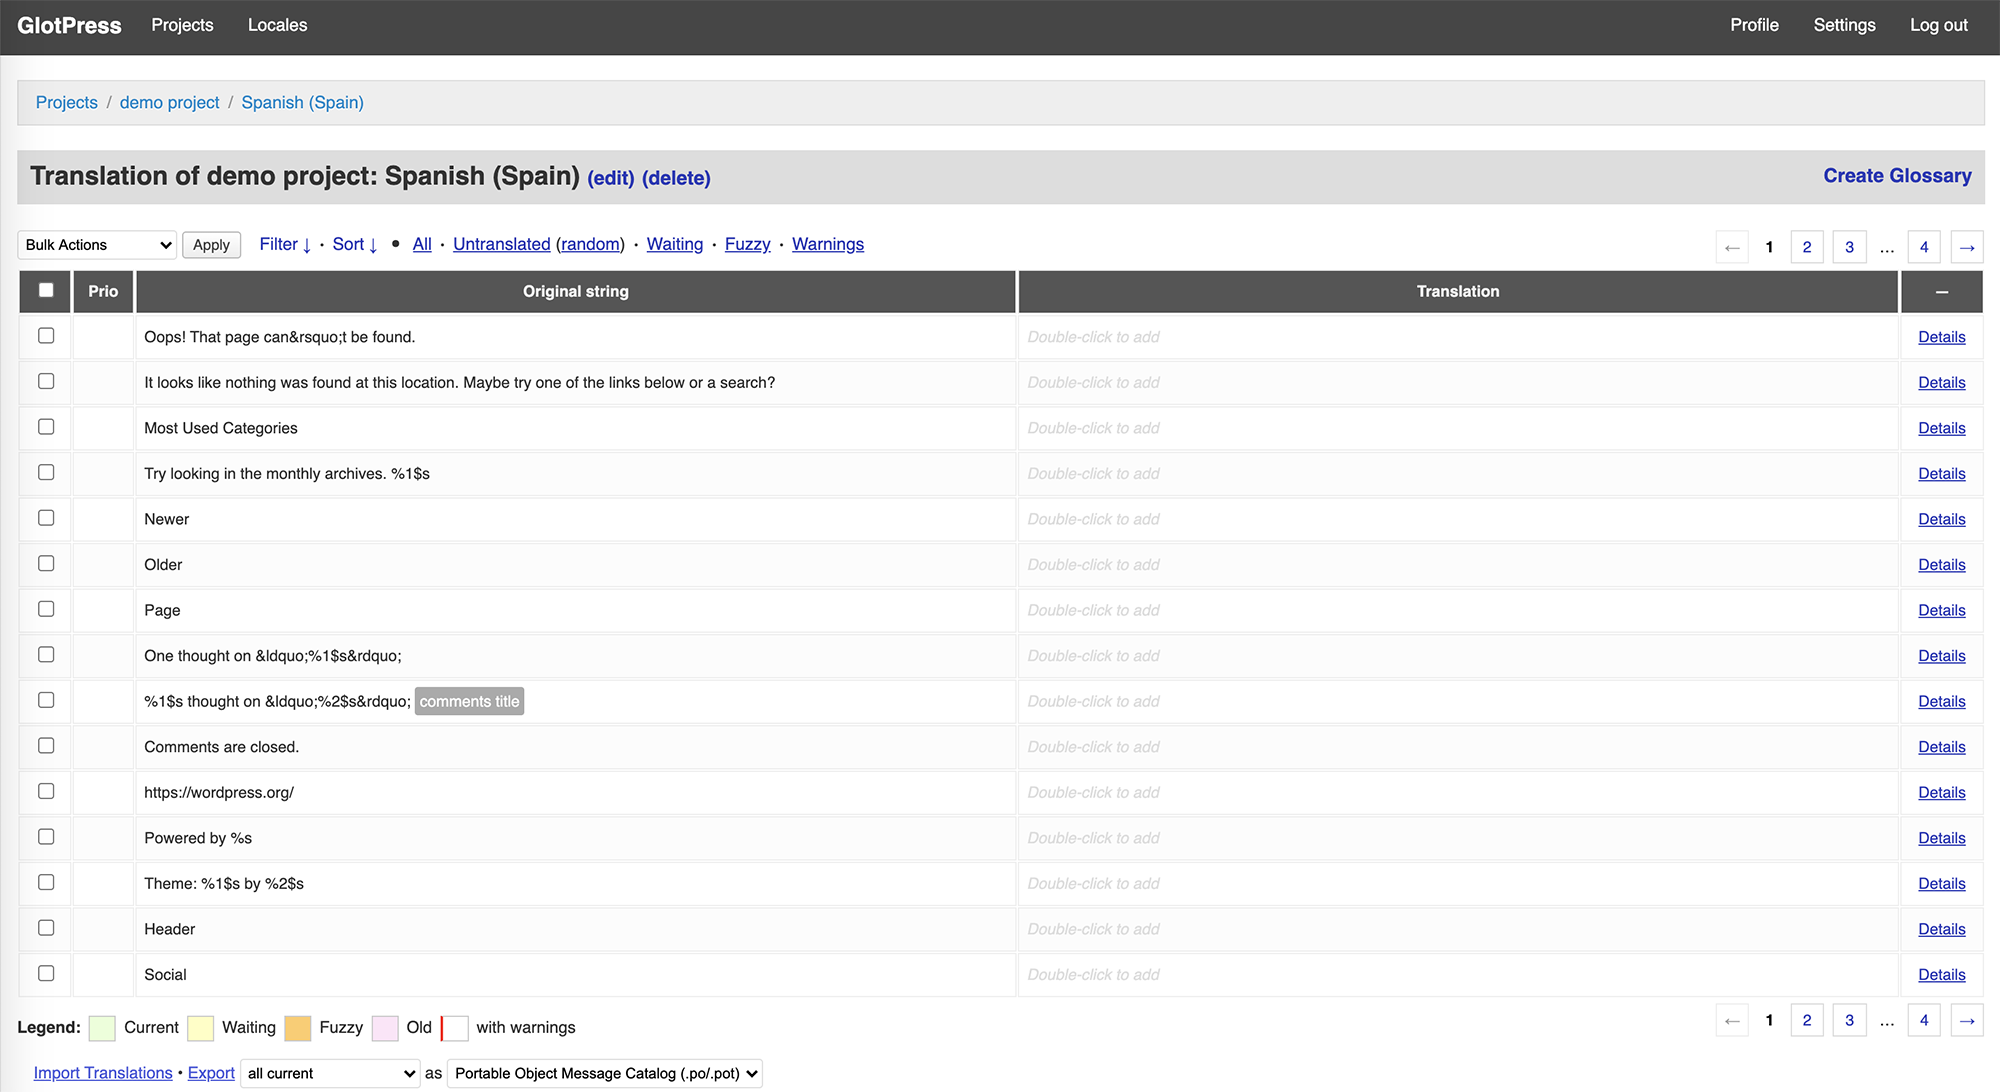 GlotPress Projects Locales Profile Settings Log out
Projects / demo project / Spanish (Spain)
Translation of demo project: Spanish (Spain) (edit) (delete) Create Glossary
Bulk Actions Apply Filter ↓ · Sort ↓ • All · Untranslated (random) · Waiting · Fuzzy · Warnings ← 1 2 3 ... 4 →
Prio Original string Translation —
Oops! That page can&rsquo;t be found. Double-click to add Details
It looks like nothing was found at this location. Maybe try one of the links below or a search? Double-click to add Details
Most Used Categories Double-click to add Details
Try looking in the monthly archives. %1$s Double-click to add Details
Newer Double-click to add Details
Older Double-click to add Details
Page Double-click to add Details
One thought on &ldquo;%1$s&rdquo; Double-click to add Details
%1$s thought on &ldquo;%2$s&rdquo; comments title Double-click to add Details
Comments are closed. Double-click to add Details
https://wordpress.org/ Double-click to add Details
Powered by %s Double-click to add Details
Theme: %1$s by %2$s Double-click to add Details
Header Double-click to add Details
Social Double-click to add Details
Legend: Current Waiting Fuzzy Old with warnings ← 1 2 3 ... 4 →
Import Translations • Export all current as Portable Object Message Catalog (.po/.pot)